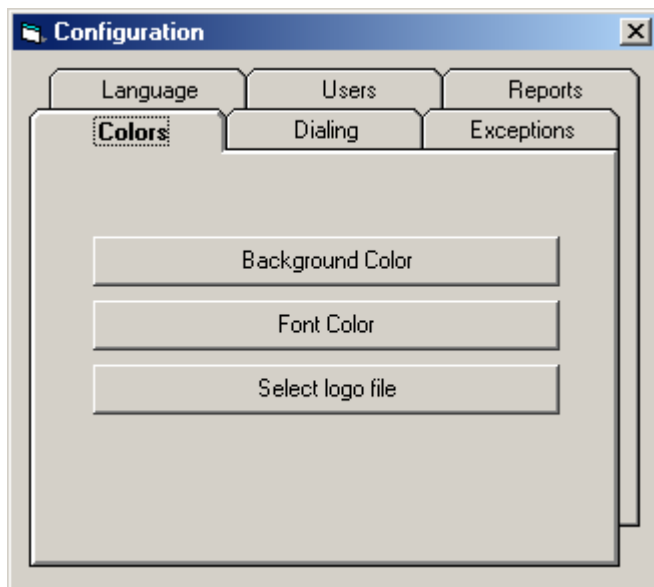 Configuration
Language Users Reports
Colors Dialing Exceptions
Background Color
Font Color
Select logo file